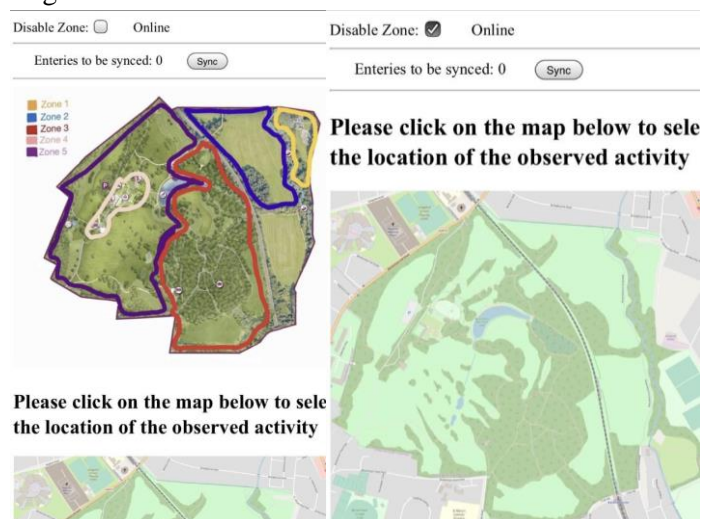 Disable Zone: Online
Enteries to be synced: 0 Sync
Zone 1
Zone 2
Zone 3
Zone 4
Zone 5
Please click on the map below to sele
the location of the observed activity
Disable Zone: Online
Enteries to be synced: 0 Sync
Please click on the map below to sele
the location of the observed activity